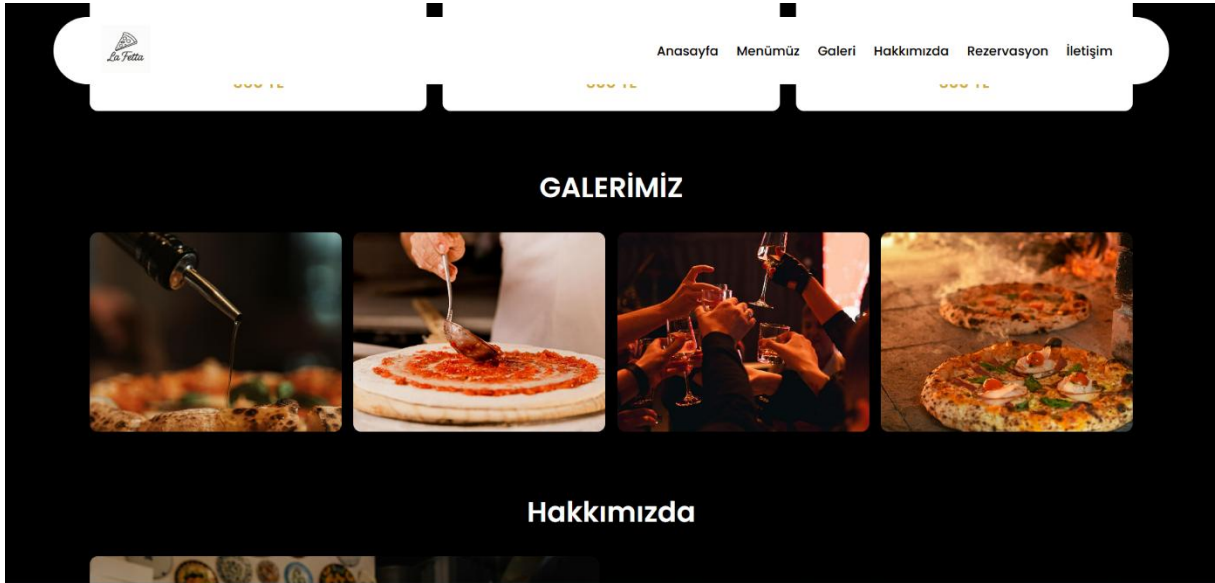 La Fetta
Anasayfa Menümüz Galeri Hakkımızda Rezervasyon İletişim
GALERİMİZ
Hakkımızda